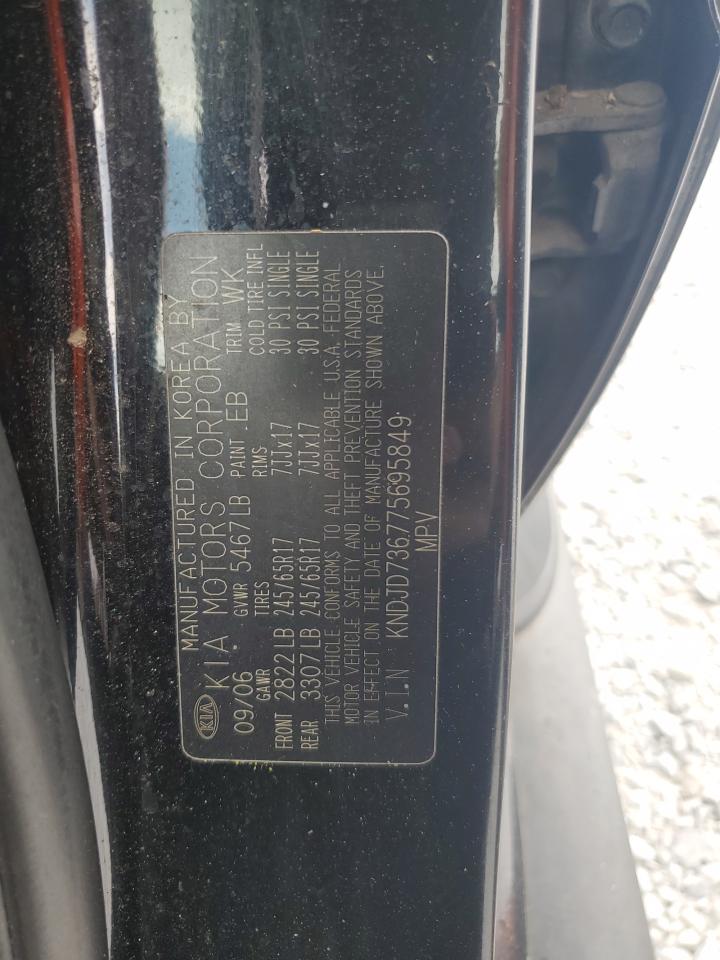 KIA
MANUFACTURED IN KOREA BY
KIA MOTORS CORPORATION
09/06 GVWR 5467LB PAINT EB TRIM WK
GAWR TIRES RIMS COLD TIRE INFL
FRONT 2822LB 245/65R17 7JJx17 30 PSI SINGLE
REAR 3307LB 245/65R17 7JJx17 30 PSI SINGLE
THIS VEHICLE CONFORMS TO ALL APPLICABLE U.S.A. FEDERAL
MOTOR VEHICLE SAFETY AND THEFT PREVENTION STANDARDS
IN EFFECT ON THE DATE OF MANUFACTURE SHOWN ABOVE.
V.I.N KNDJD736775695849
MPV